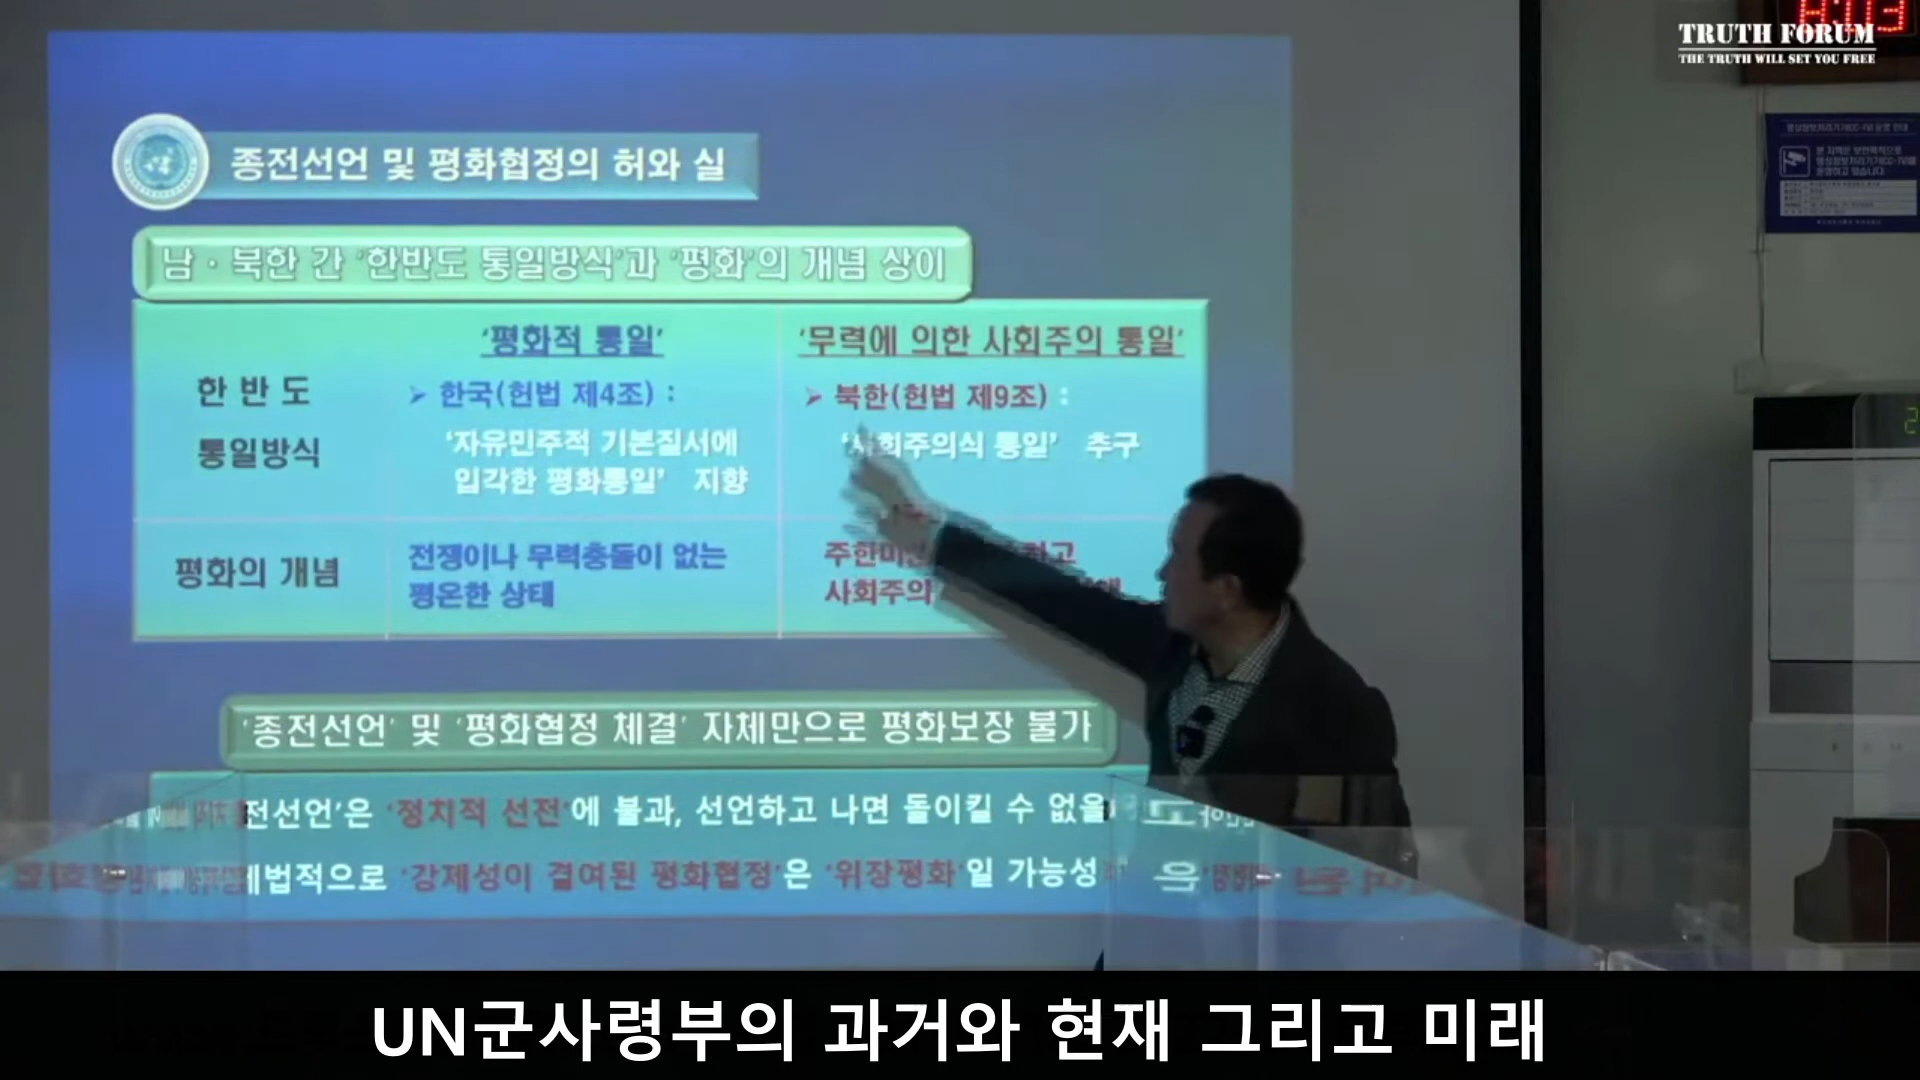 8:03
TRUTH FORUM
THE TRUTH WILL SET YOU FREE
종전선언 및 평화협정의 허와 실
남·북한 간 '한반도 통일방식'과 '평화'의 개념 상이
한 반 도
통일방식
'평화적 통일'
➢ 한국(헌법 제4조) :
'자유민주적 기본질서에
입각한 평화통일' 지향
'무력에 의한 사회주의 통일'
➢ 북한(헌법 제9조) :
'사회주의식 통일' 추구
평화의 개념
전쟁이나 무력충돌이 없는
평온한 상태
하고
사회주의
'종전선언' 및 '평화협정 체결' 자체만으로 평화보장 불가
전선언'은 '정치적 선전'에 불과, 선언하고 나면 돌이킬 수 없을
제법적으로 '강제성이 결여된 평화협정'은 '위장평화'일 가능성
UN군사령부의 과거와 현재 그리고 미래